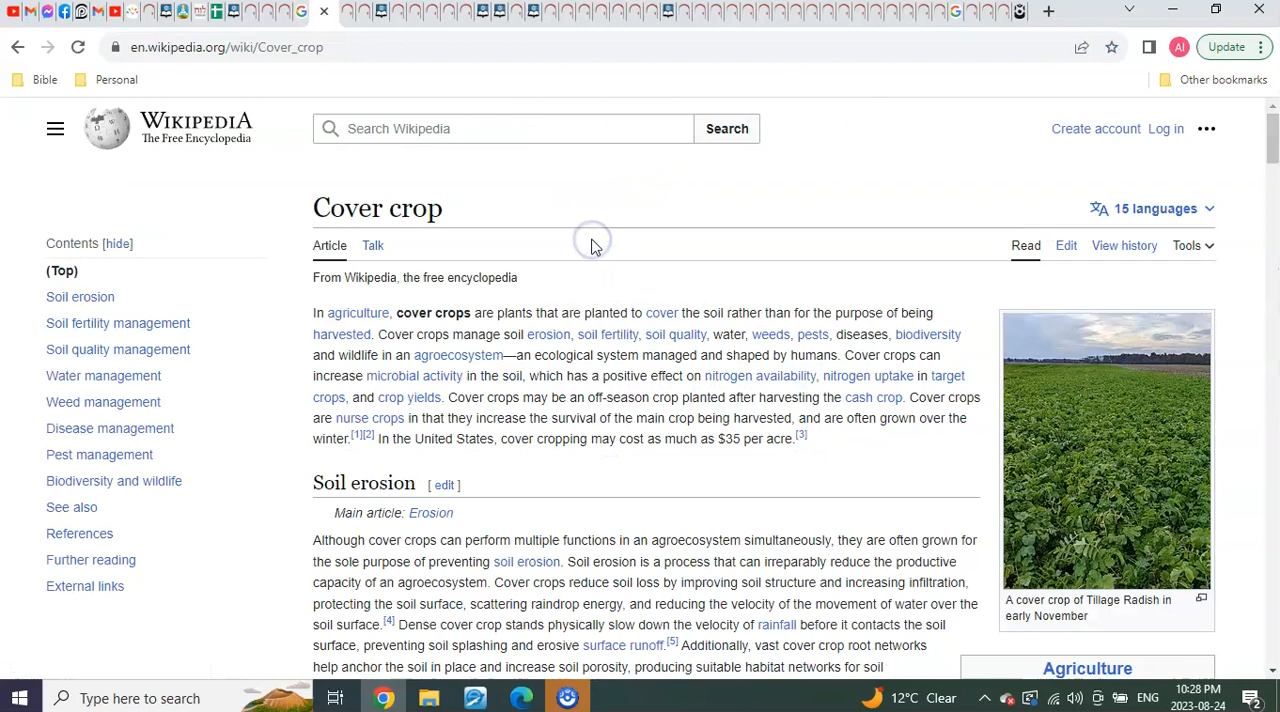 en.wikipedia.org/wiki/Cover_crop
Update
Bible
Personal
Other bookmarks
WIKIPEDIA
The Free Encyclopedia
Search Wikipedia
Search
Create account
Log in
Cover crop
15 languages
Contents [hide]
(Top)
Soil erosion
Soil fertility management
Soil quality management
Water management
Weed management
Disease management
Pest management
Biodiversity and wildlife
See also
References
Further reading
External links
Article
Talk
Read
Edit
View history
Tools
From Wikipedia, the free encyclopedia
In agriculture, cover crops are plants that are planted to cover the soil rather than for the purpose of being
harvested. Cover crops manage soil erosion, soil fertility, soil quality, water, weeds, pests, diseases, biodiversity
and wildlife in an agroecosystem—an ecological system managed and shaped by humans. Cover crops can
increase microbial activity in the soil, which has a positive effect on nitrogen availability, nitrogen uptake in target
crops, and crop yields. Cover crops may be an off-season crop planted after harvesting the cash crop. Cover crops
are nurse crops in that they increase the survival of the main crop being harvested, and are often grown over the
winter.[1][2] In the United States, cover cropping may cost as much as $35 per acre.[3]
Soil erosion [ edit ]
Main article: Erosion
Although cover crops can perform multiple functions in an agroecosystem simultaneously, they are often grown for
the sole purpose of preventing soil erosion. Soil erosion is a process that can irreparably reduce the productive
capacity of an agroecosystem. Cover crops reduce soil loss by improving soil structure and increasing infiltration,
protecting the soil surface, scattering raindrop energy, and reducing the velocity of the movement of water over the
soil surface.[4] Dense cover crop stands physically slow down the velocity of rainfall before it contacts the soil
surface, preventing soil splashing and erosive surface runoff.[5] Additionally, vast cover crop root networks
help anchor the soil in place and increase soil porosity, producing suitable habitat networks for soil
A cover crop of Tillage Radish in
early November
Agriculture
Type here to search
12°C Clear
ENG
10:28 PM
2023-08-24
2
AI